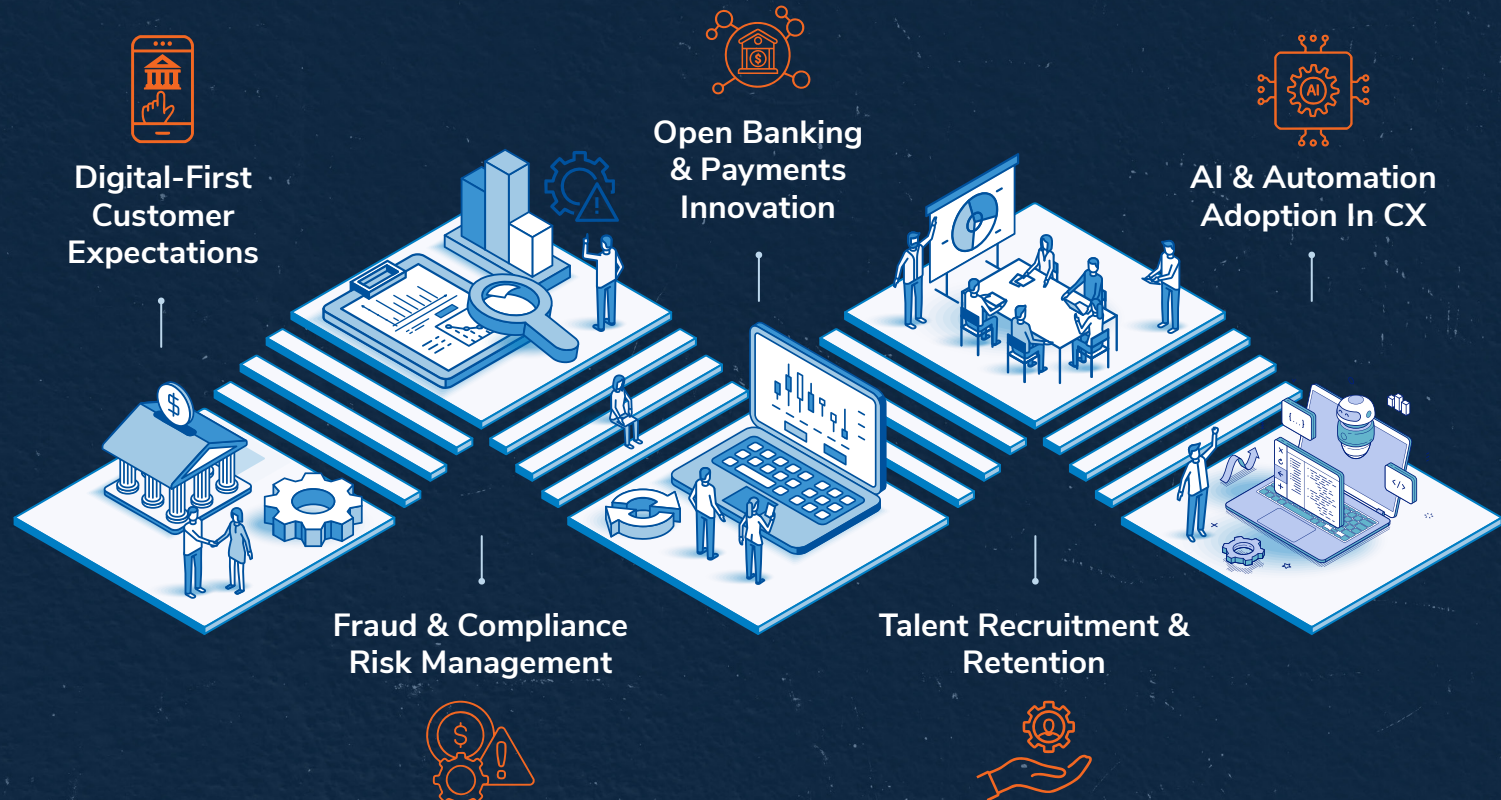 Digital-First
Customer
Expectations
$
Fraud & Compliance
Risk Management
$
$
Open Banking
& Payments
Innovation
Talent Recruitment &
Retention
AI
AI & Automation
Adoption In CX
{...}
</>